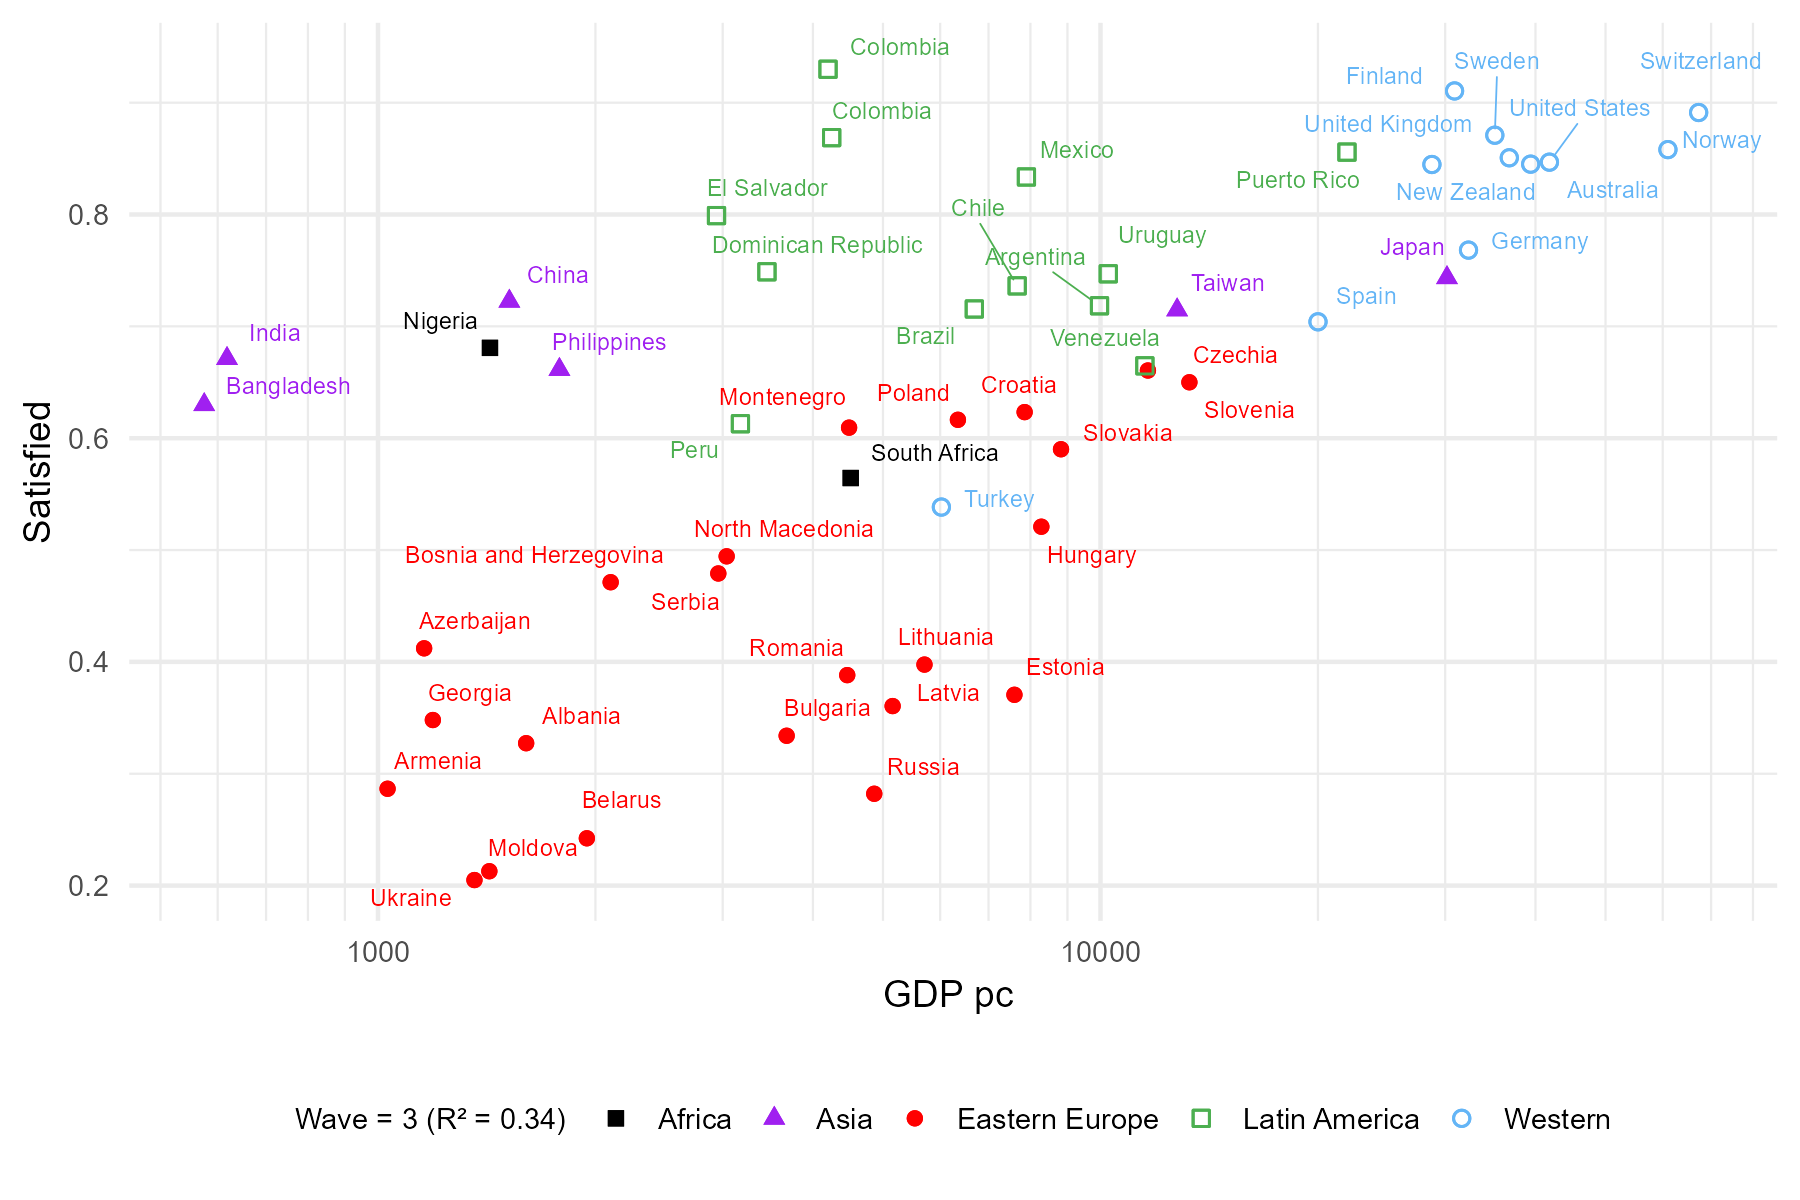 Colombia
Sweden
Switzerland
Finland
United States
Colombia
United Kingdom
Norway
Mexico
Puerto Rico
El Salvador
New Zealand
Australia
Chile
0.8
Uruguay
Dominican Republic
Japan
Germany
Argentina
China
Taiwan
Spain
Nigeria
India
Brazil
Venezuela
Philippines
Czechia
Bangladesh
Croatia
Poland
Montenegro
Slovenia
0.6
Slovakia
Peru
South Africa
Turkey
North Macedonia
Bosnia and Herzegovina
Hungary
Serbia
Azerbaijan
Lithuania
Romania
0.4
Estonia
Georgia
Latvia
Bulgaria
Albania
Armenia
Russia
Belarus
Moldova
0.2
Ukraine
Satisfied
1000
10000
GDP pc
Wave = 3 (R² = 0.34)
Africa
Asia
Eastern Europe
Latin America
Western